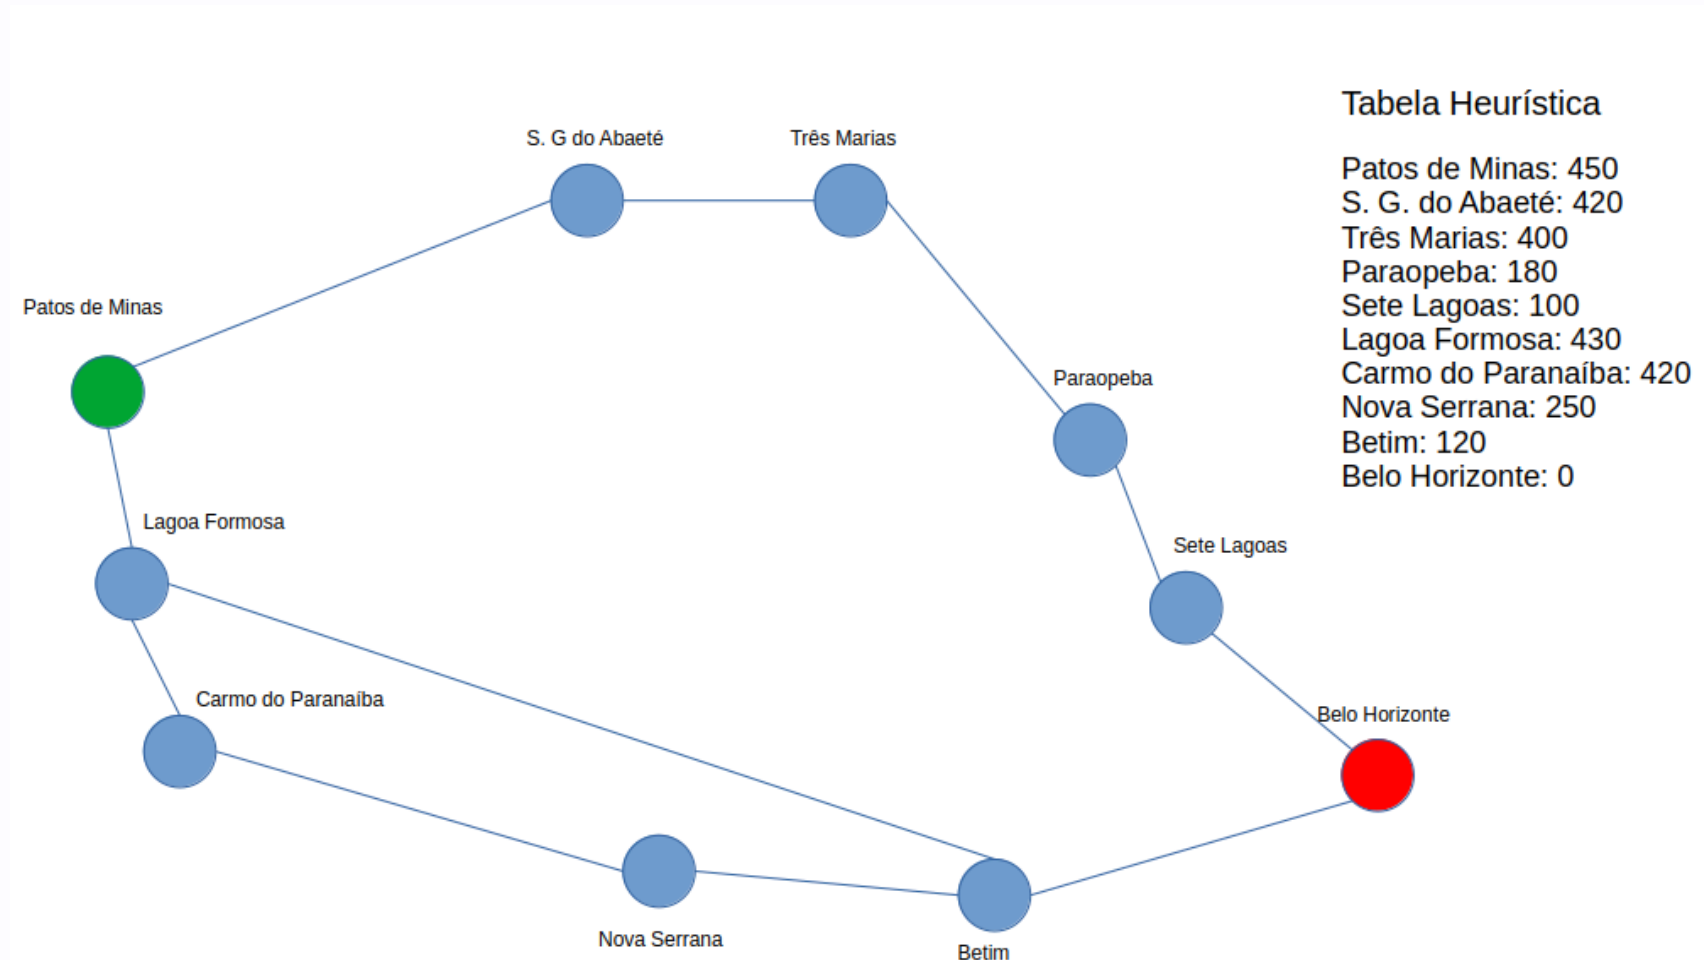 Tabela Heurística
S. G do Abaeté
Três Marias
Patos de Minas: 450
S. G. do Abaeté: 420
Três Marias: 400
Paraopeba: 180
Sete Lagoas: 100
Lagoa Formosa: 430
Carmo do Paranaíba: 420
Nova Serrana: 250
Betim: 120
Belo Horizonte: 0
Patos de Minas
Paraopeba
Lagoa Formosa
Sete Lagoas
Carmo do Paranaíba
Belo Horizonte
Nova Serrana
Betim